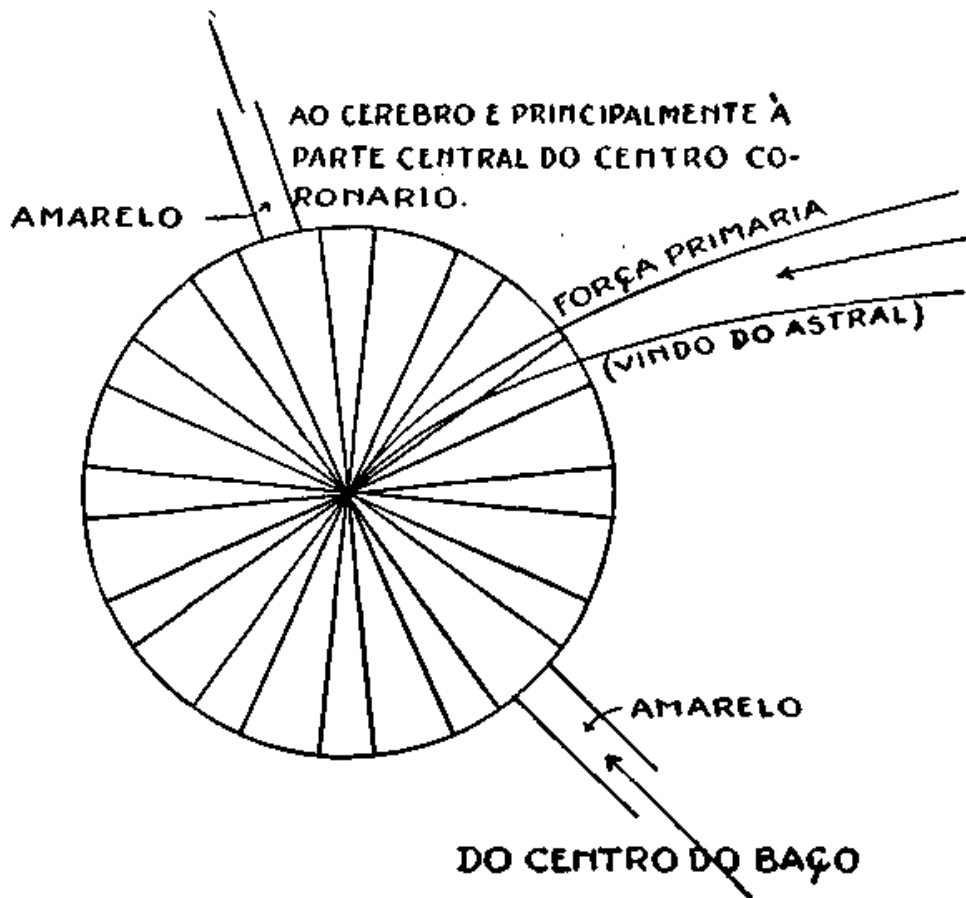 AO CEREBRO E PRINCIPALMENTE À
PARTE CENTRAL DO CENTRO CO-
RONARIO.
AMARELO
FORÇA PRIMARIA
(VINDO DO ASTRAL)
AMARELO
DO CENTRO DO BAÇO